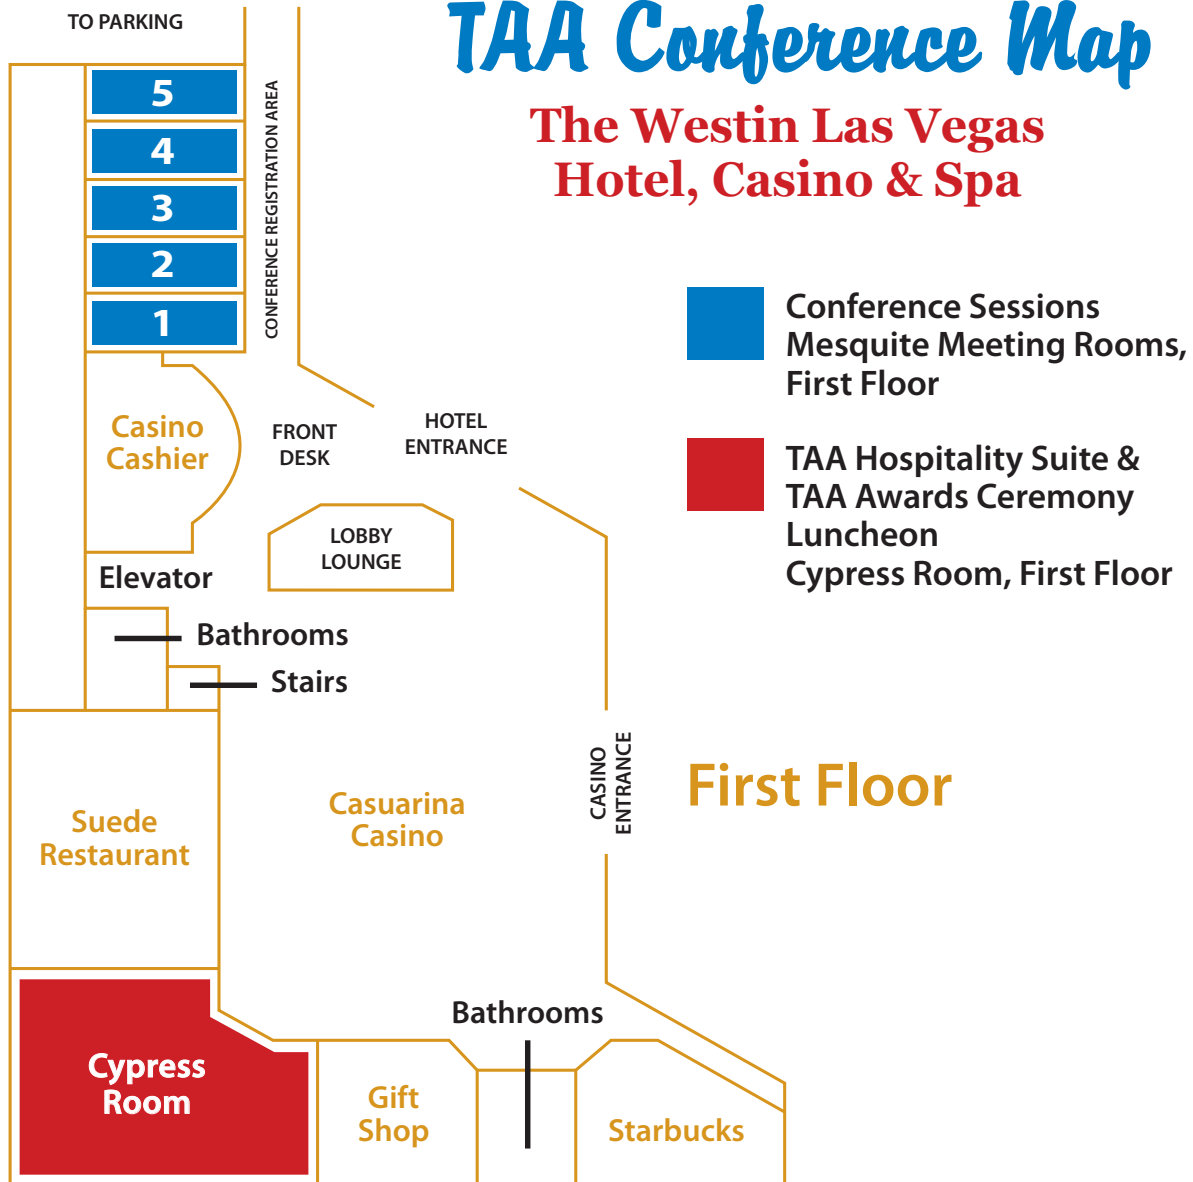 TO PARKING
TAA Conference Map
The Westin Las Vegas
Hotel, Casino & Spa
5
4
3
2
1
CONFERENCE REGISTRATION AREA
Conference Sessions
Mesquite Meeting Rooms,
First Floor
TAA Hospitality Suite &
TAA Awards Ceremony
Luncheon
Cypress Room, First Floor
Casino
Cashier
FRONT
DESK
HOTEL
ENTRANCE
LOBBY
LOUNGE
Elevator
Bathrooms
Stairs
CASINO
ENTRANCE
First Floor
Suede
Restaurant
Casuarina
Casino
Bathrooms
Cypress
Room
Gift
Shop
Starbucks